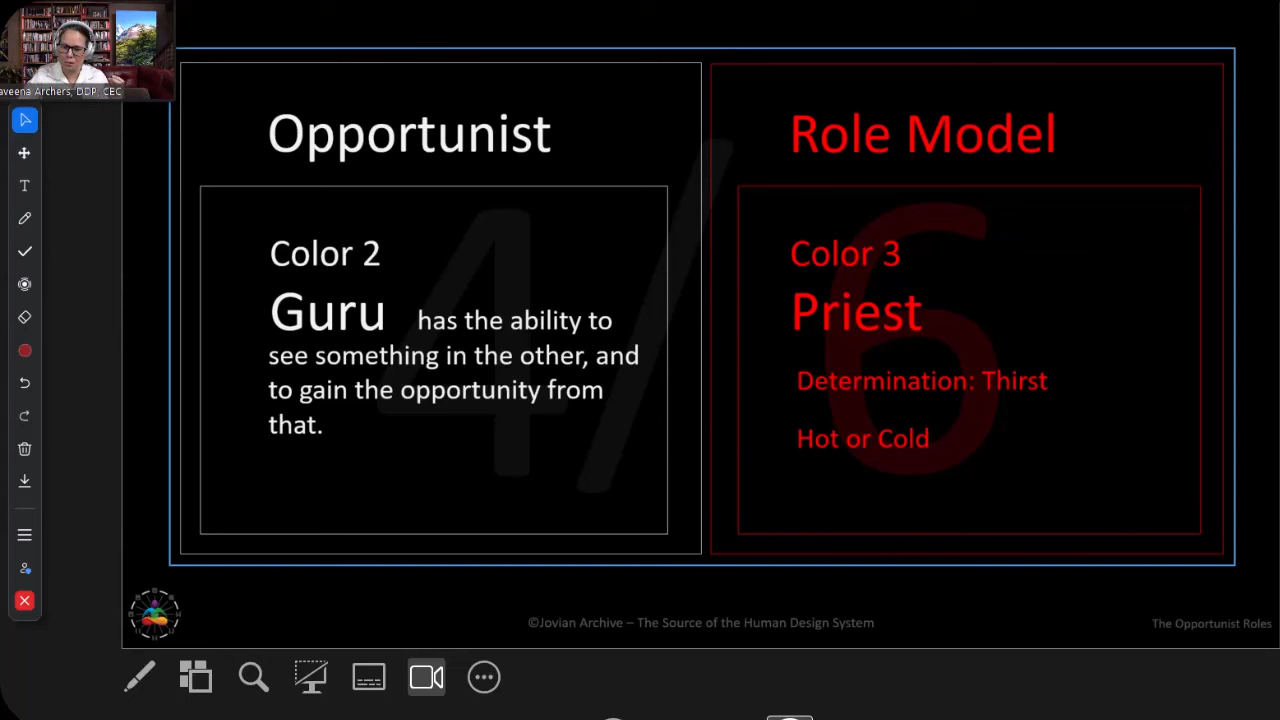 aveena Archers, DDP, CEC
Opportunist
Role Model
4/6
Color 2
Guru has the ability to
see something in the other, and
to gain the opportunity from
that.
Color 3
Priest
Determination: Thirst
Hot or Cold
©Jovian Archive – The Source of the Human Design System
The Opportunist Roles